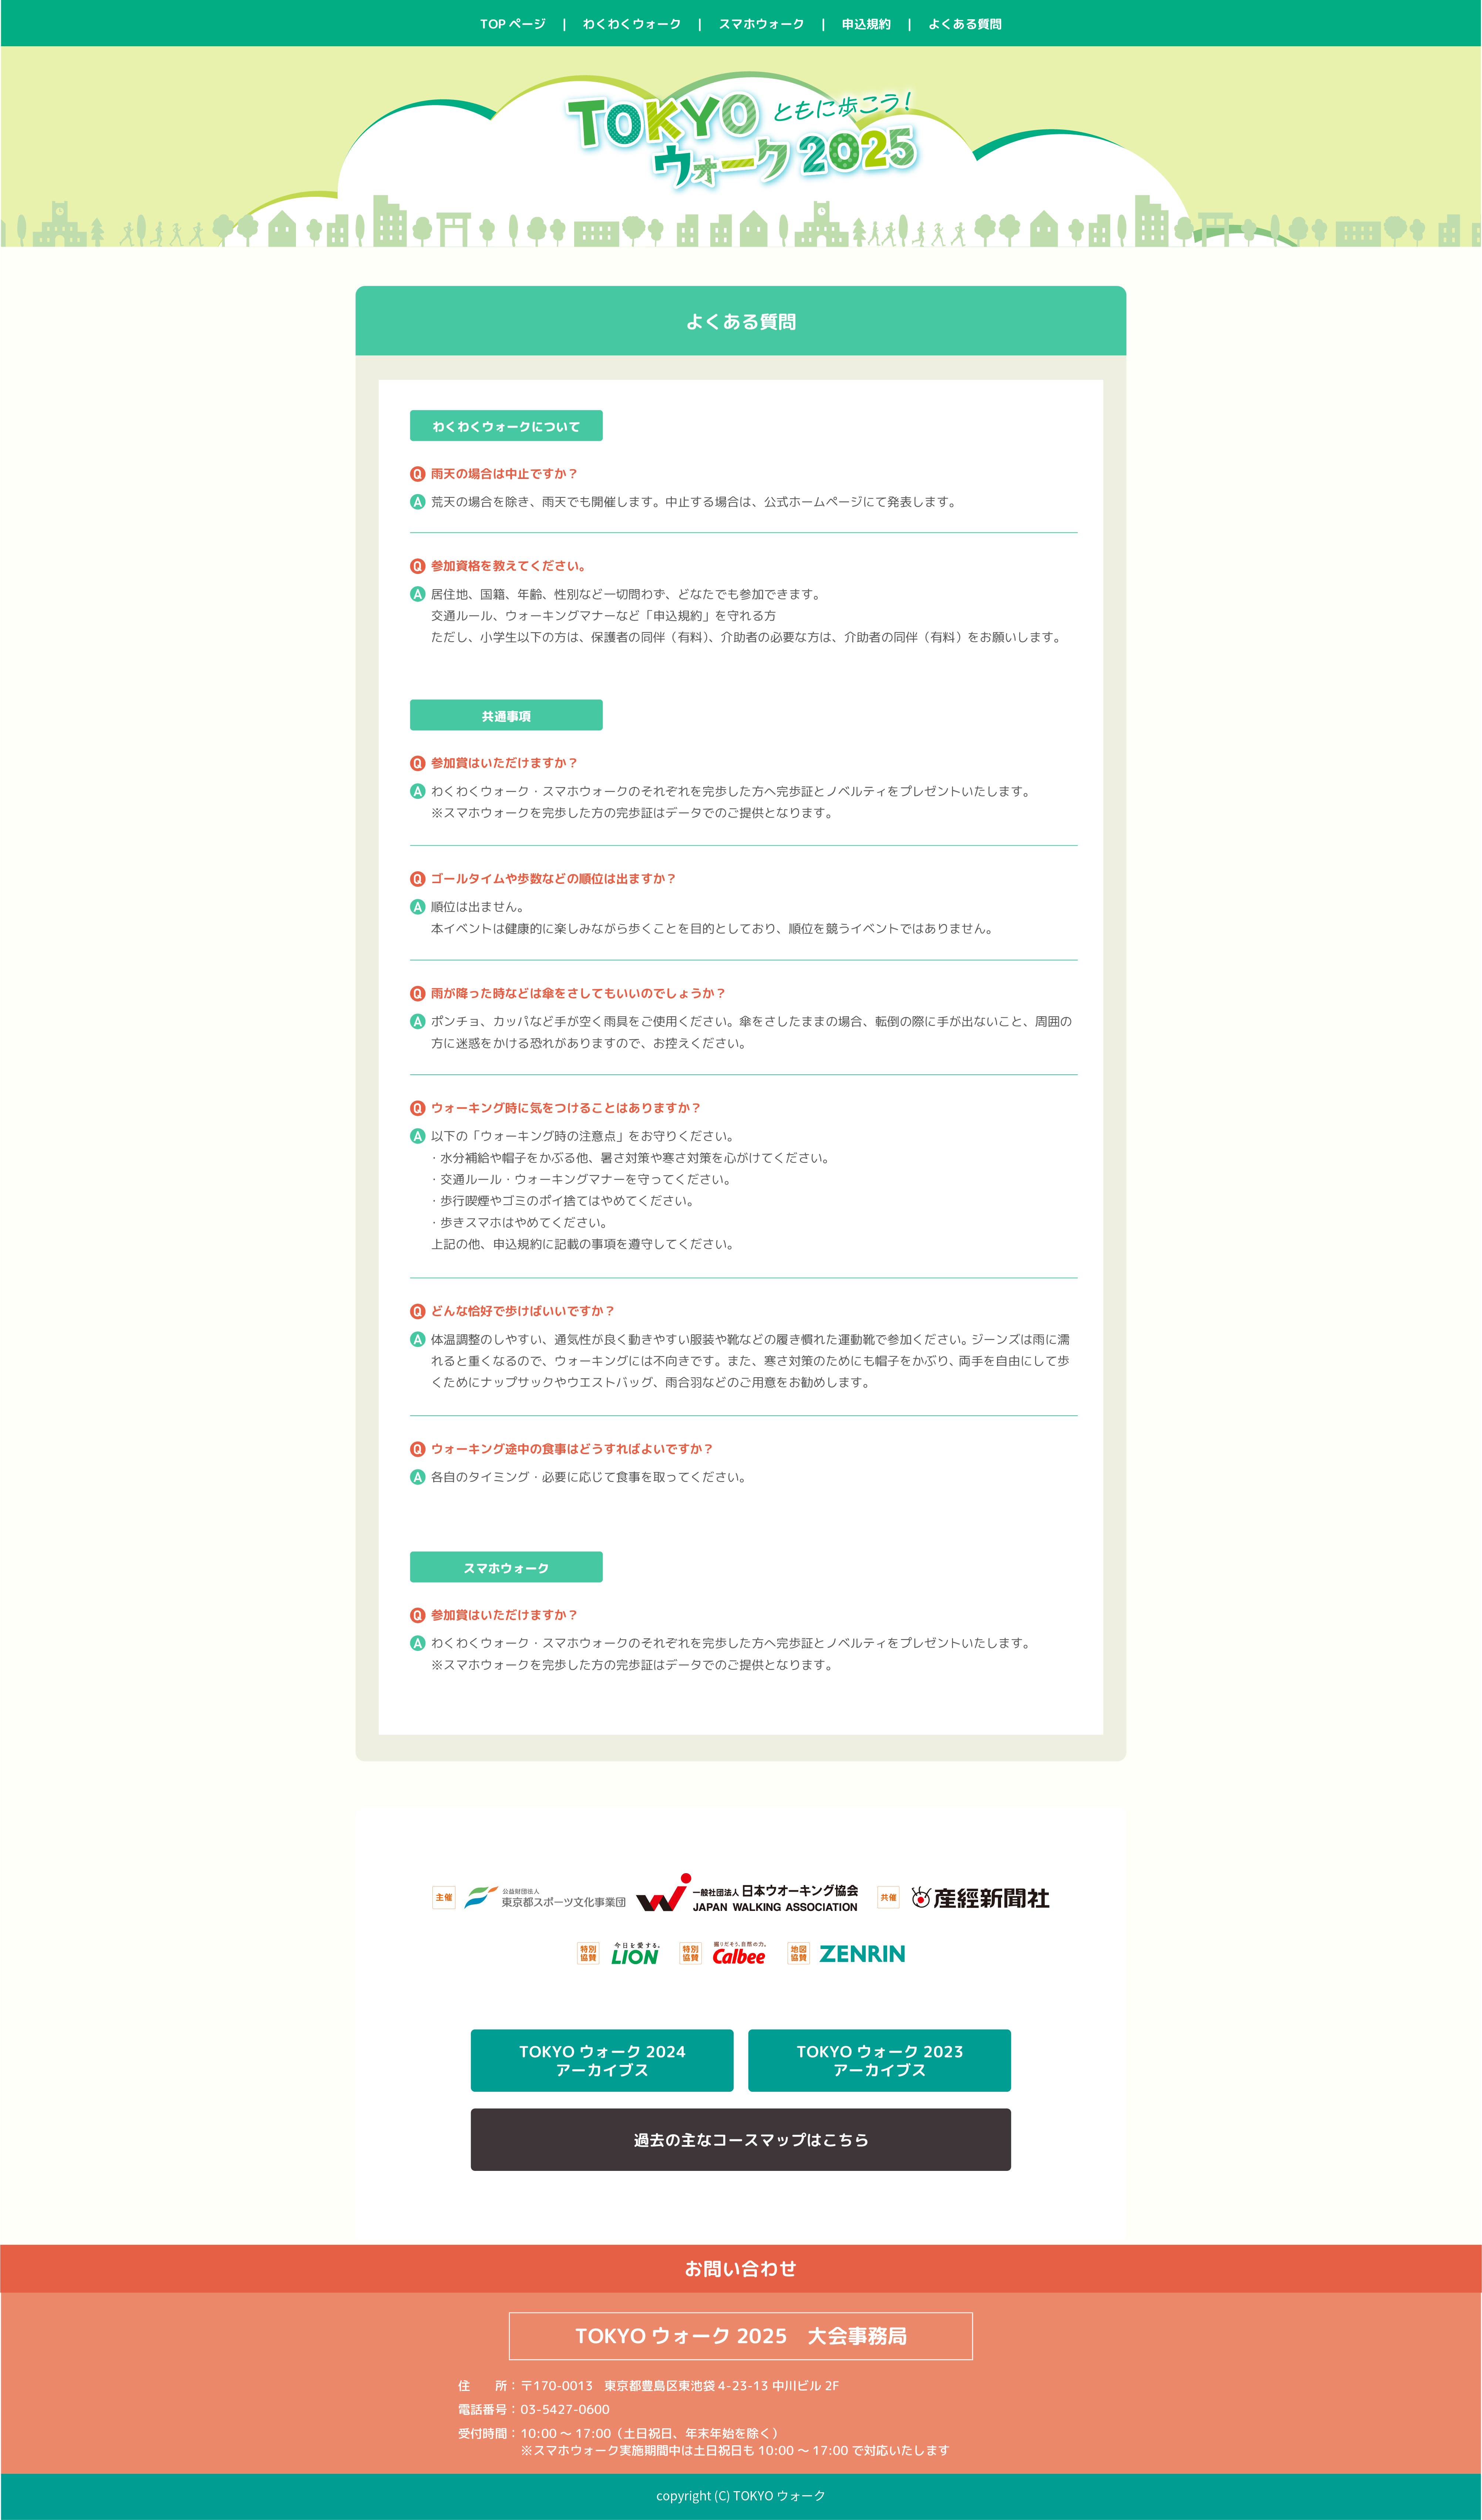 TOP ページ | わくわくウォーク | スマホウォーク | 申込規約 | よくある質問
TOKYO ともに歩こう!
ウォーク 2025
よくある質問
わくわくウォークについて
Q 雨天の場合は中止ですか？
A 荒天の場合を除き、雨天でも開催します。中止する場合は、公式ホームページにて発表します。
Q 参加資格を教えてください。
A 居住地、国籍、年齢、性別など一切問わず、どなたでも参加できます。
交通ルール、ウォーキングマナーなど「申込規約」を守れる方
ただし、小学生以下の方は、保護者の同伴（有料）、介助者の必要な方は、介助者の同伴（有料）をお願いします。
共通事項
Q 参加賞はいただけますか？
A わくわくウォーク・スマホウォークのそれぞれを完歩した方へ完歩証とノベルティをプレゼントいたします。
※スマホウォークを完歩した方の完歩証はデータでのご提供となります。
Q ゴールタイムや歩数などの順位は出ますか？
A 順位は出ません。
本イベントは健康的に楽しみながら歩くことを目的としており、順位を競うイベントではありません。
Q 雨が降った時などは傘をさしてもいいのでしょうか？
A ポンチョ、カッパなど手が空く雨具をご使用ください。傘をさしたままの場合、転倒の際に手が出ないこと、周囲の
方に迷惑をかける恐れがありますので、お控えください。
Q ウォーキング時に気をつけることはありますか？
A 以下の「ウォーキング時の注意点」をお守りください。
・水分補給や帽子をかぶる他、暑さ対策や寒さ対策を心がけてください。
・交通ルール・ウォーキングマナーを守ってください。
・歩行喫煙やゴミのポイ捨てはやめてください。
・歩きスマホはやめてください。
上記の他、申込規約に記載の事項を遵守してください。
Q どんな恰好で歩けばいいですか？
A 体温調整のしやすい、通気性が良く動きやすい服装や靴などの履き慣れた運動靴で参加ください。ジーンズは雨に濡
れると重くなるので、ウォーキングには不向きです。また、寒さ対策のためにも帽子をかぶり、両手を自由にして歩
くためにナップサックやウエストバッグ、雨合羽などのご用意をお勧めします。
Q ウォーキング途中の食事はどうすればよいですか？
A 各自のタイミング・必要に応じて食事を取ってください。
スマホウォーク
Q 参加賞はいただけますか？
A わくわくウォーク・スマホウォークのそれぞれを完歩した方へ完歩証とノベルティをプレゼントいたします。
※スマホウォークを完歩した方の完歩証はデータでのご提供となります。
主催 公益財団法人 東京都スポーツ文化事業団 一般社団法人 日本ウオーキング協会 JAPAN WALKING ASSOCIATION 共催 産経新聞社
特別協賛 今日を愛する。 LION 特別協賛 掘りだそう、自然の力。 Calbee 地図協賛 ZENRIN
TOKYO ウォーク 2024
アーカイブス
TOKYO ウォーク 2023
アーカイブス
過去の主なコースマップはこちら
お問い合わせ
TOKYO ウォーク 2025　大会事務局
住　　所：〒170-0013　東京都豊島区東池袋 4-23-13 中川ビル 2F
電話番号：03-5427-0600
受付時間：10:00 〜 17:00（土日祝日、年末年始を除く）
※スマホウォーク実施期間中は土日祝日も 10:00 〜 17:00 で対応いたします
copyright (C) TOKYO ウォーク